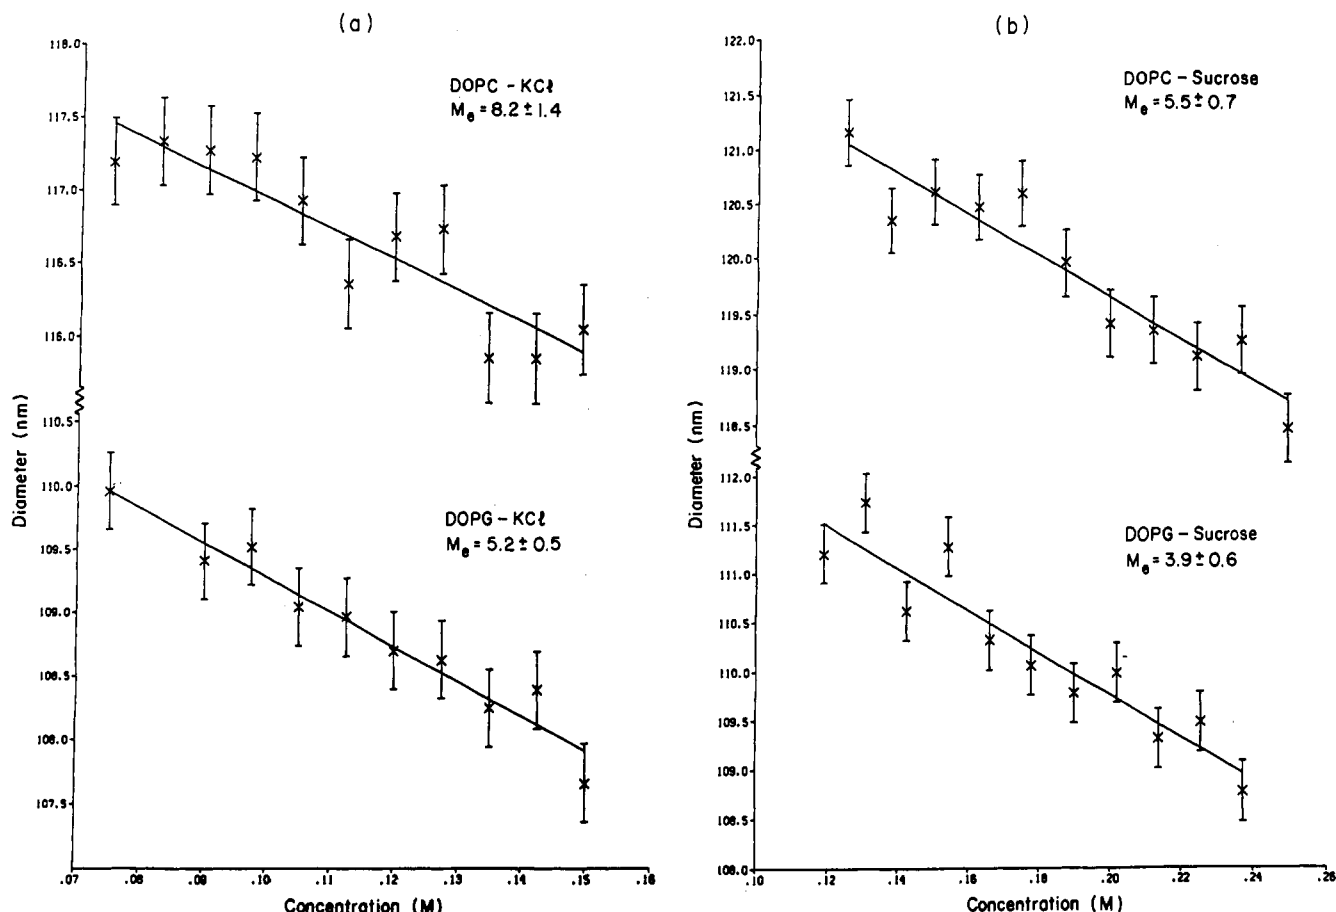 (a)
118.0
117.5
117.0
116.5
116.0
110.5
110.0
109.5
109.0
108.5
108.0
107.5
Diameter (nm)
DOPC – KCℓ
Me = 8.2 ± 1.4
DOPG – KCℓ
Me = 5.2 ± 0.5
.07 .08 .09 .10 .11 .12 .13 .14 .15 .16
Concentration (M)
(b)
122.0
121.5
121.0
120.5
120.0
119.5
119.0
118.5
112.0
111.5
111.0
110.5
110.0
109.5
109.0
108.5
108.0
Diameter (nm)
DOPC – Sucrose
Me = 5.5 ± 0.7
DOPG – Sucrose
Me = 3.9 ± 0.6
.10 .12 .14 .16 .18 .20 .22 .24 .26
Concentration (M)